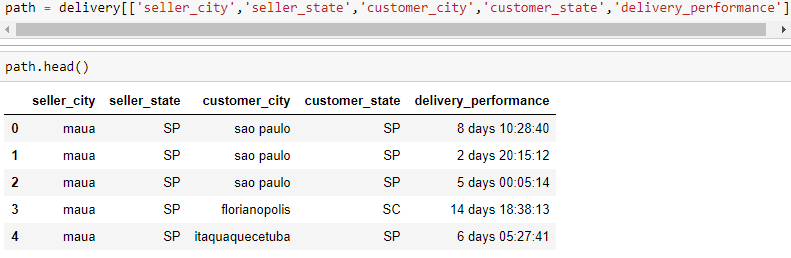 path = delivery[['seller_city','seller_state','customer_city','customer_state','delivery_performance']
path.head()
seller_city seller_state customer_city customer_state delivery_performance
0 maua SP sao paulo SP 8 days 10:28:40
1 maua SP sao paulo SP 2 days 20:15:12
2 maua SP sao paulo SP 5 days 00:05:14
3 maua SP florianopolis SC 14 days 18:38:13
4 maua SP itaquaquecetuba SP 6 days 05:27:41